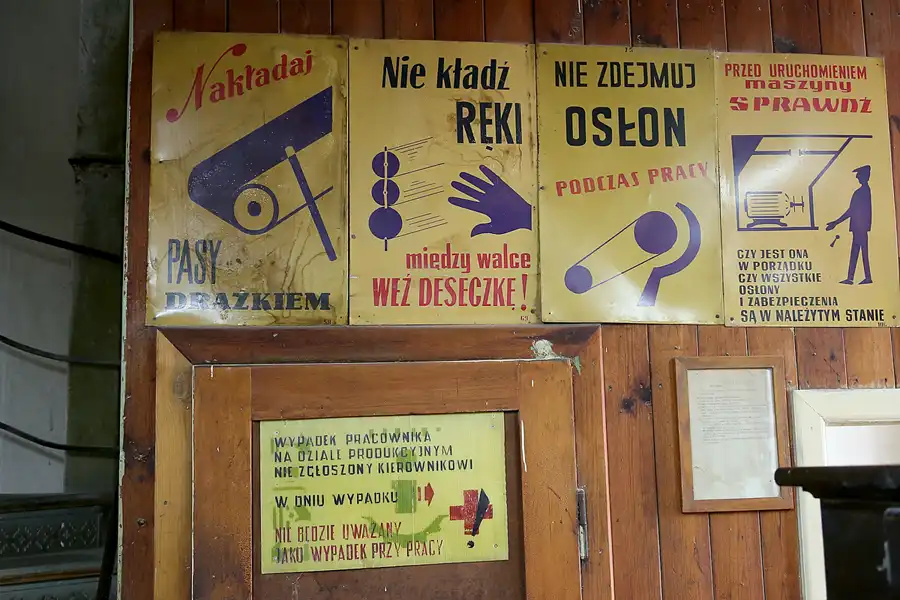 Nakładaj
PASY
DRĄŻKIEM
Nie kładź
RĘKI
między walce
WEŹ DESECZKĘ!
69
NIE ZDEJMUJ
OSŁON
PODCZAS PRACY
PRZED URUCHOMIENIEM
maszyny
SPRAWDŹ
CZY JEST ONA
W PORZĄDKU
CZY WSZYSTKIE
OSŁONY
I ZABEZPIECZENIA
SĄ W NALEŻYTYM STANIE
WYPADEK PRACOWNIKA
NA DZIALE PRODUKCYJNYM
NIE ZGŁOSZONY KIEROWNIKOWI
W DNIU WYPADKU
NIE BĘDZIE UWAŻANY
JAKO WYPADEK PRZY PRACY